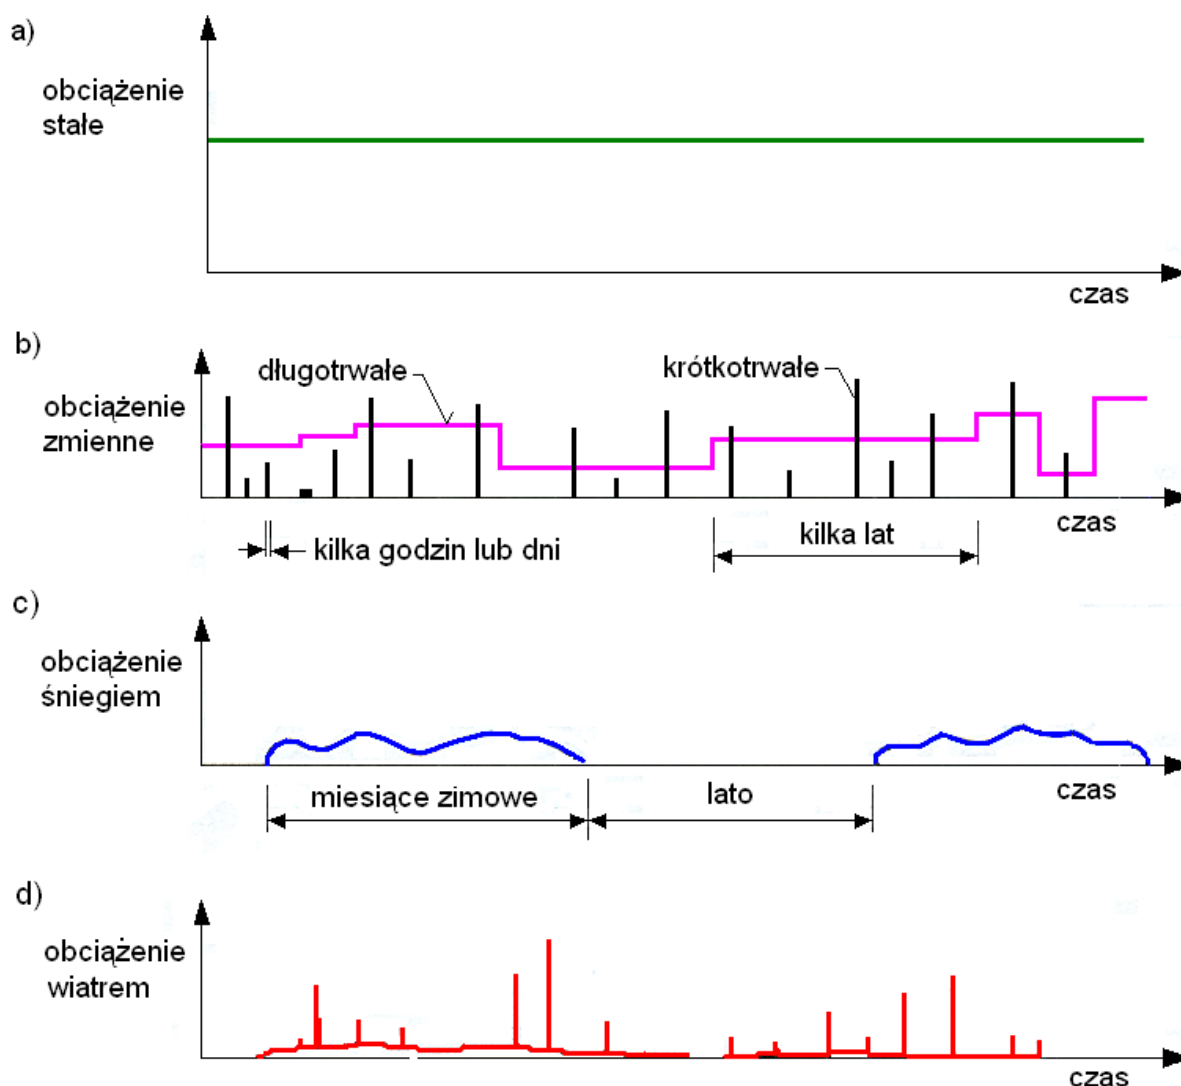 a)
obciążenie
stałe
czas
b)
długotrwałe
krótkotrwałe
obciążenie
zmienne
czas
kilka godzin lub dni
kilka lat
c)
obciążenie
śniegiem
czas
miesiące zimowe
lato
d)
obciążenie
wiatrem
czas